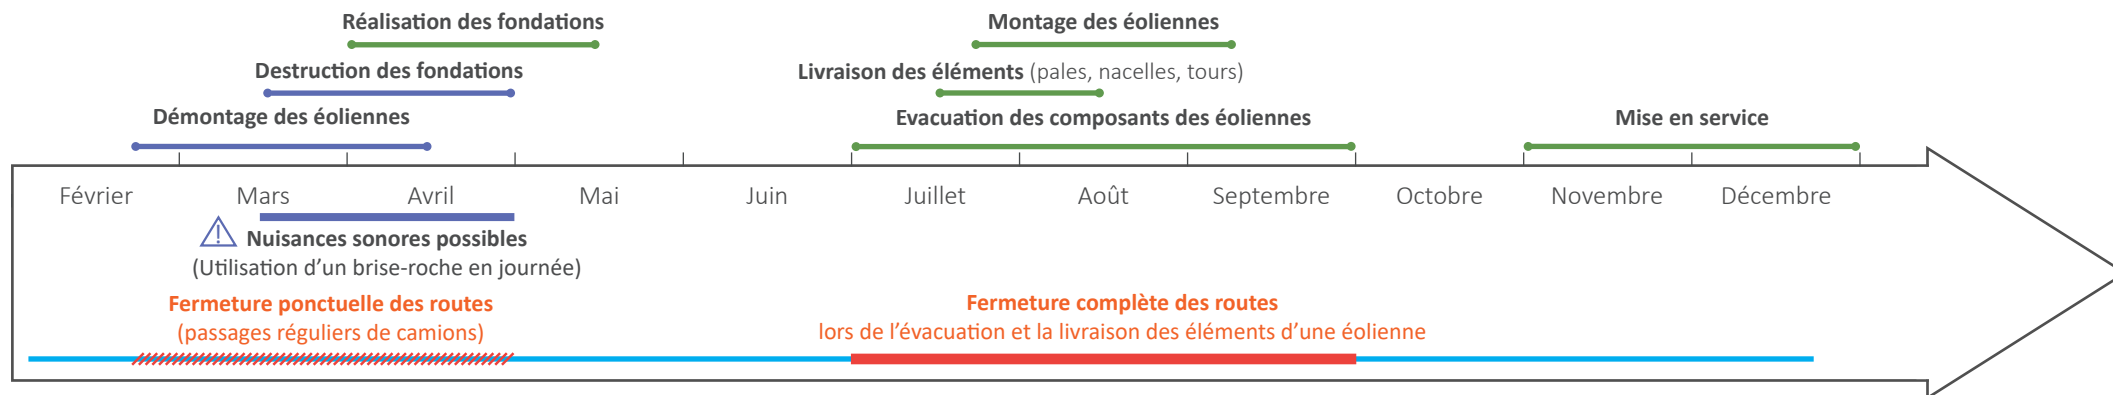 Réalisation des fondations
Montage des éoliennes
Destruction des fondations
Livraison des éléments (pales, nacelles, tours)
Démontage des éoliennes
Evacuation des composants des éoliennes
Mise en service
Février
Mars
Avril
Mai
Juin
Juillet
Août
Septembre
Octobre
Novembre
Décembre
Nuisances sonores possibles
(Utilisation d’un brise-roche en journée)
Fermeture ponctuelle des routes
(passages réguliers de camions)
Fermeture complète des routes
lors de l’évacuation et la livraison des éléments d’une éolienne